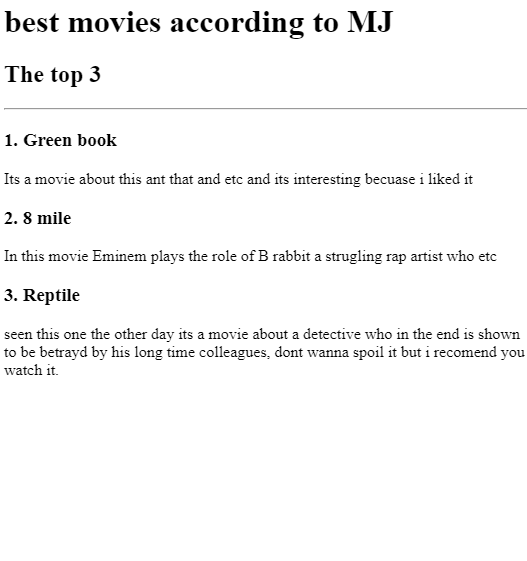 best movies according to MJ
The top 3
1. Green book
Its a movie about this ant that and etc and its interesting becuase i liked it
2. 8 mile
In this movie Eminem plays the role of B rabbit a strugling rap artist who etc
3. Reptile
seen this one the other day its a movie about a detective who in the end is shown
to be betrayd by his long time colleagues, dont wanna spoil it but i recomend you
watch it.